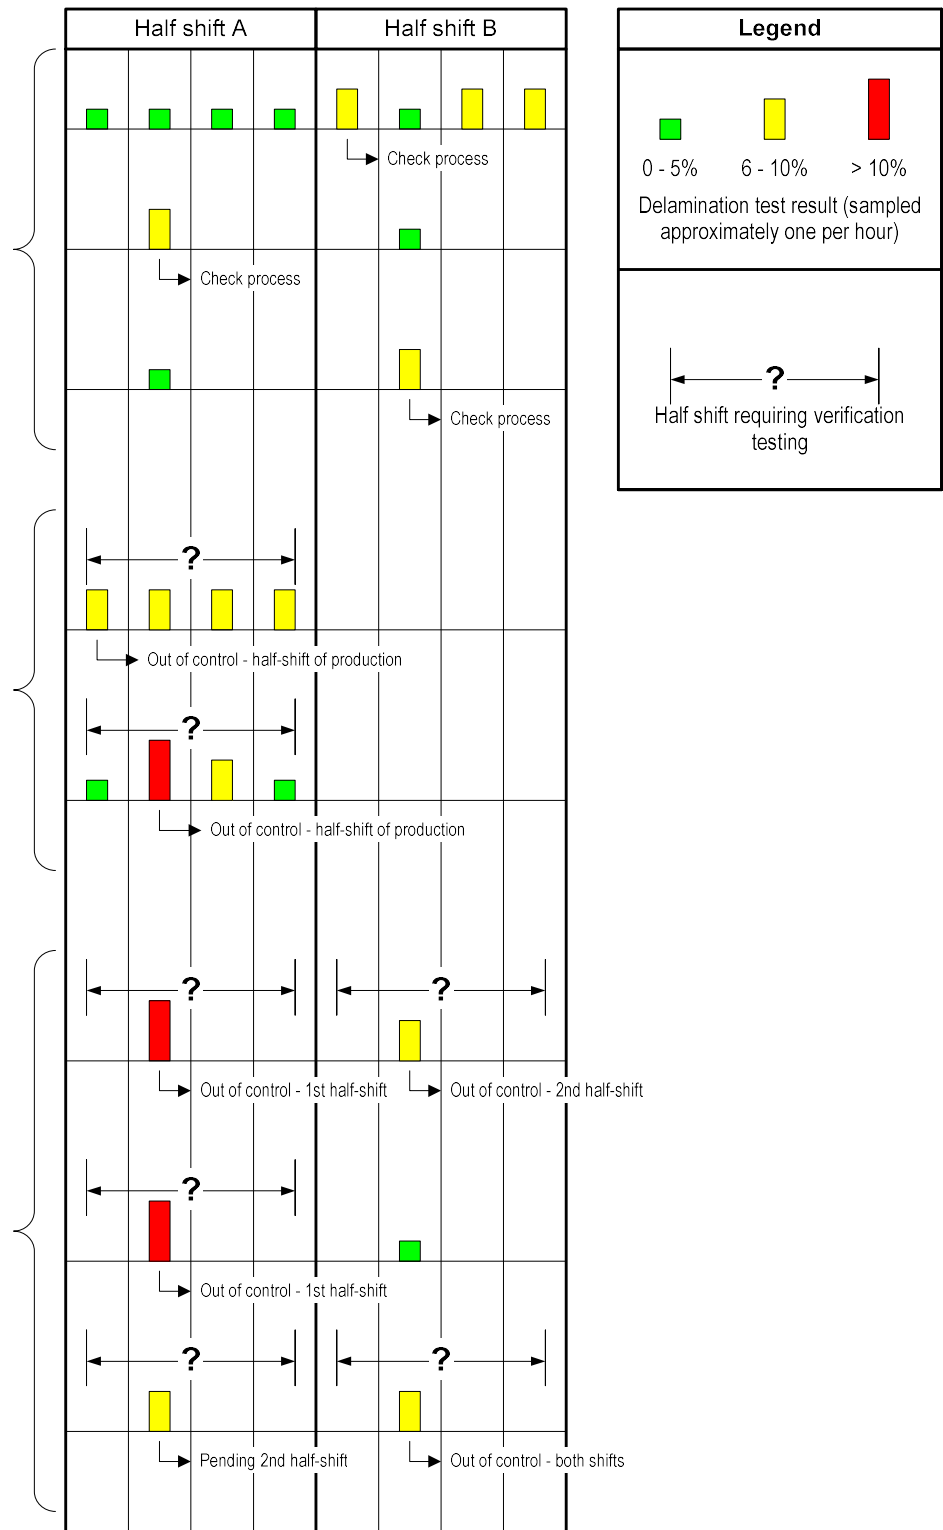 Half shift A
Half shift B
Legend
0 - 5%
6 - 10%
> 10%
Delamination test result (sampled
approximately one per hour)
Check process
Check process
?
Half shift requiring verification
testing
Check process
?
Out of control - half-shift of production
?
Out of control - half-shift of production
?
?
Out of control - 1st half-shift
Out of control - 2nd half-shift
?
Out of control - 1st half-shift
?
?
Pending 2nd half-shift
Out of control - both shifts